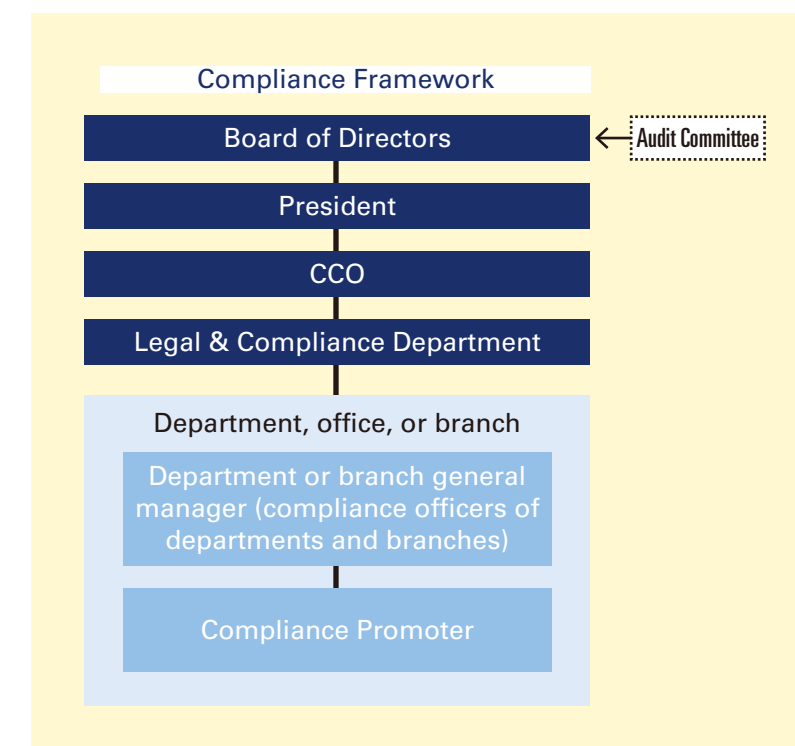 Compliance Framework
Board of Directors
Audit Committee
President
CCO
Legal & Compliance Department
Department, office, or branch
Department or branch general
manager (compliance officers of
departments and branches)
Compliance Promoter